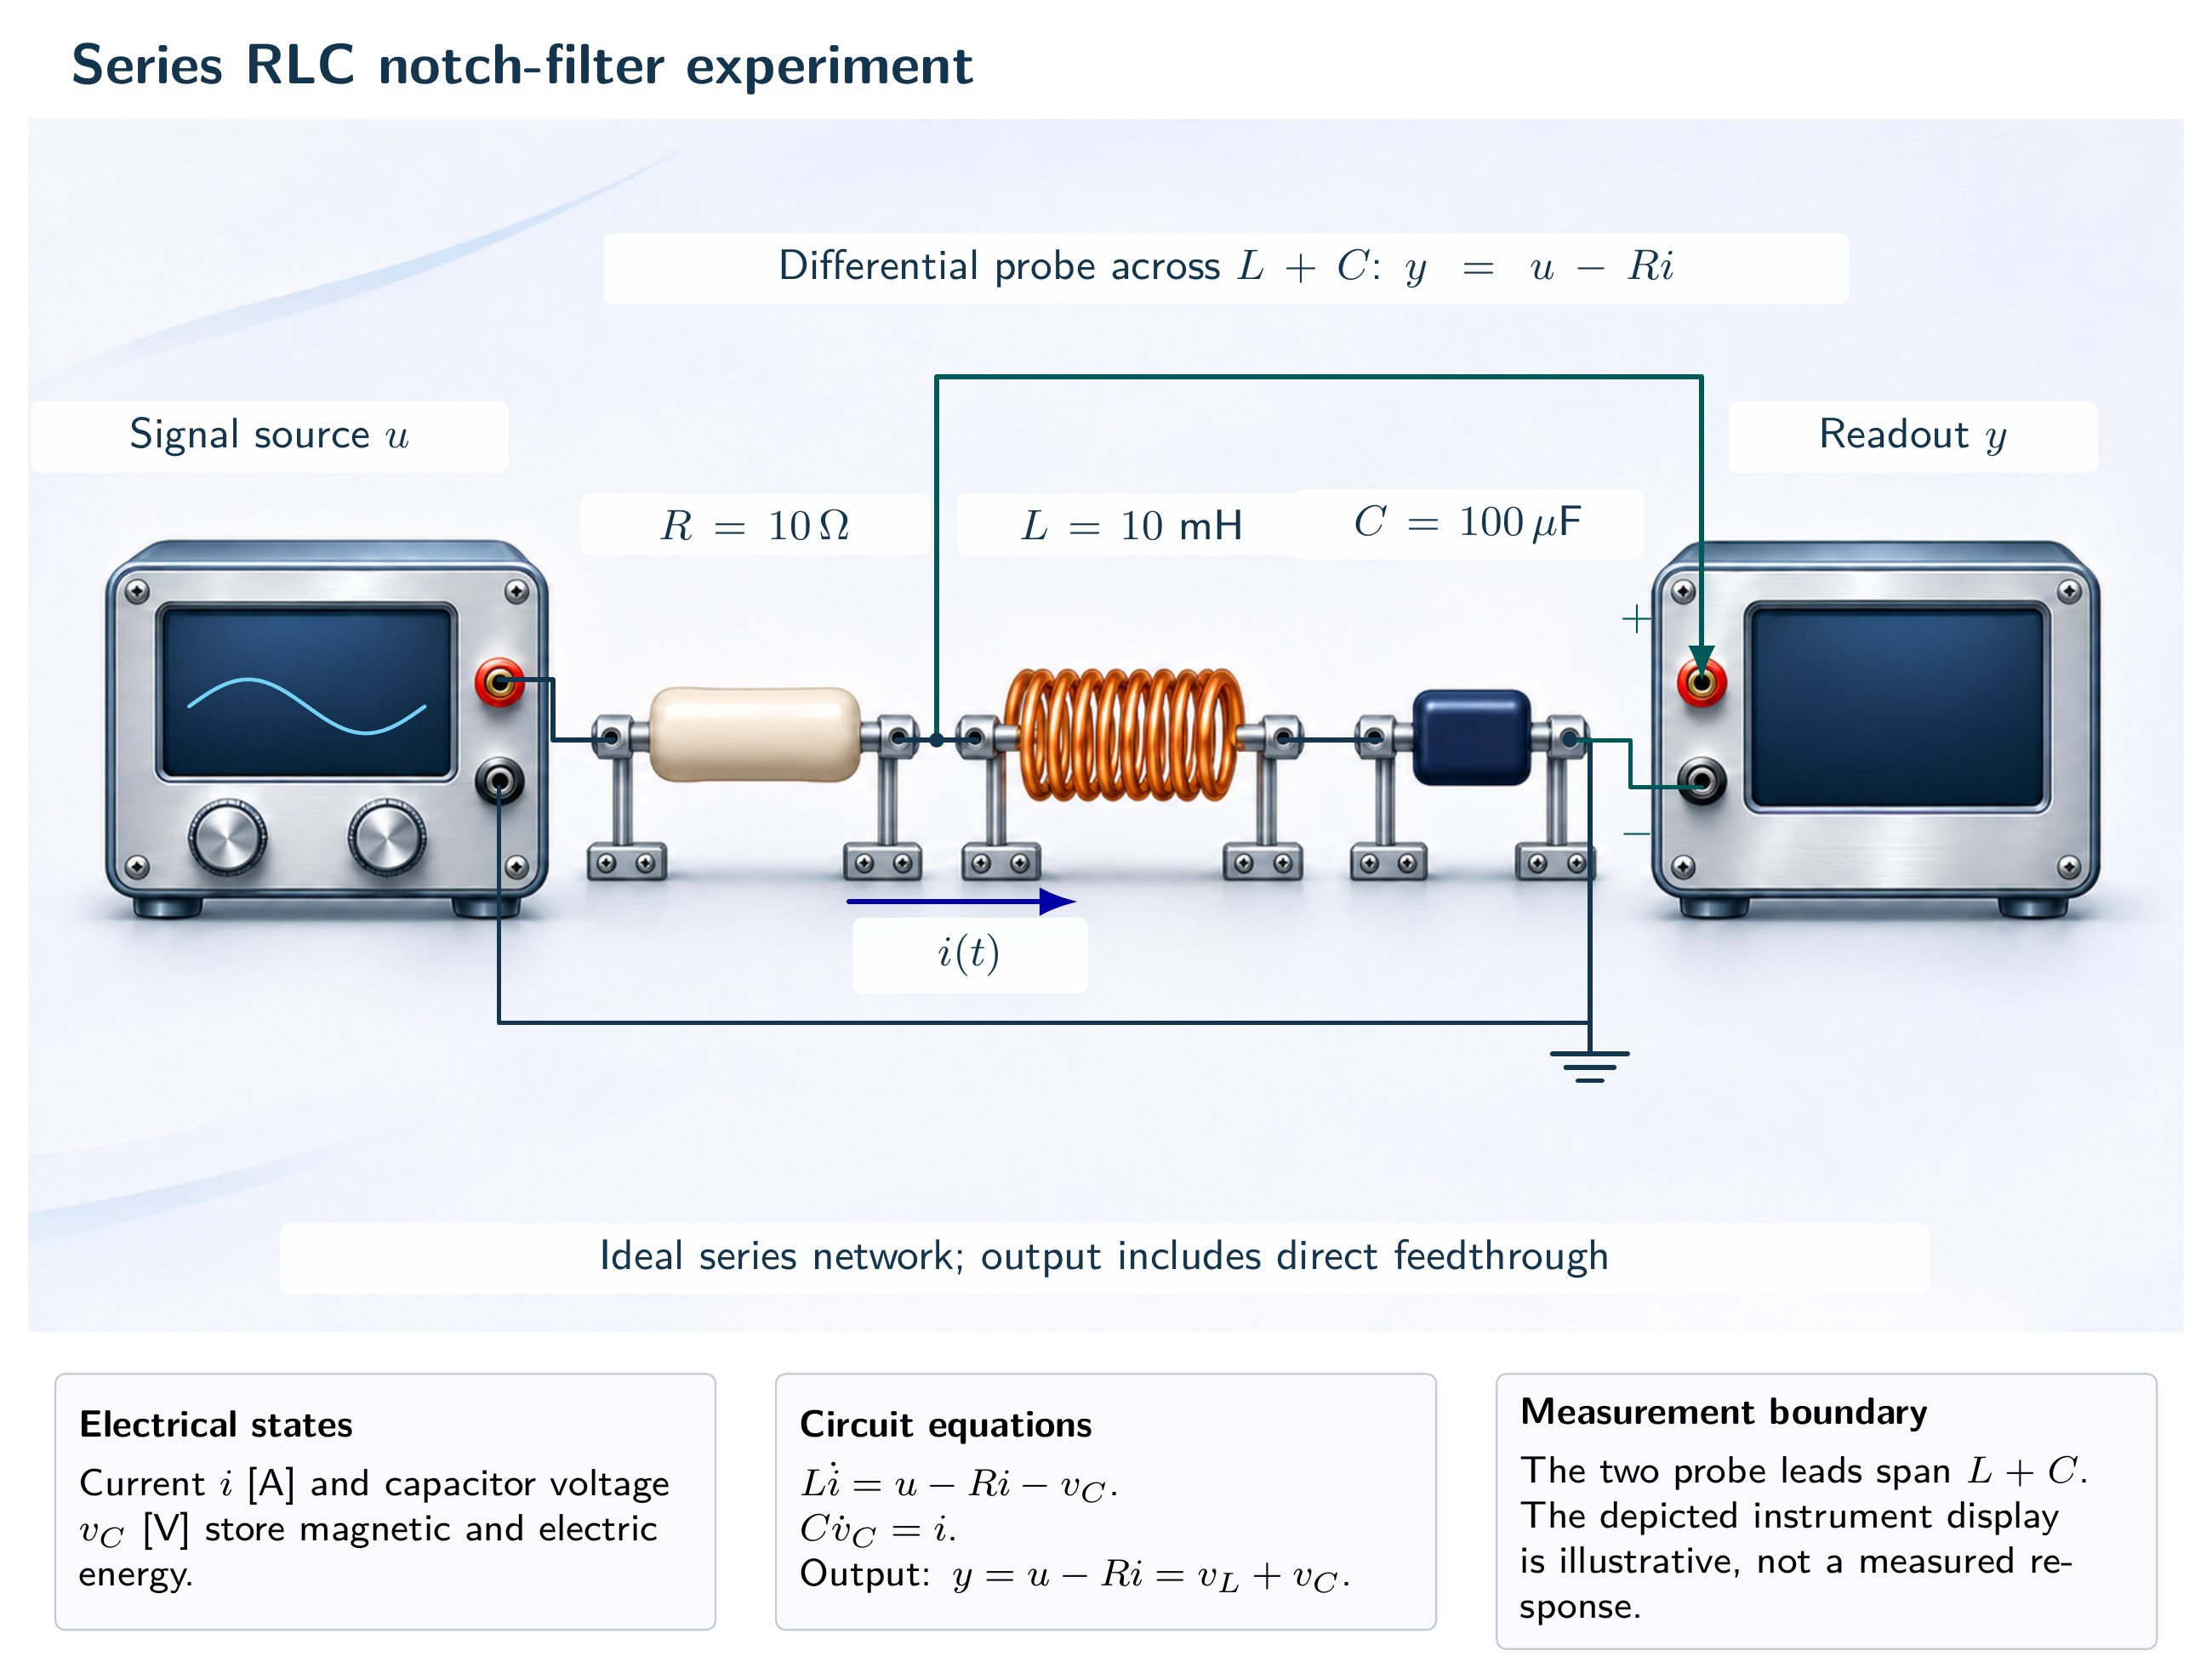 Series RLC notch-filter experiment
Differential probe across L + C: y = u − Ri
Signal source u
Readout y
R = 10 Ω
L = 10 mH
C = 100 μF
+
−
i(t)
Ideal series network; output includes direct feedthrough
Electrical states
Current i [A] and capacitor voltage
v_C [V] store magnetic and electric
energy.
Circuit equations
Li̇ = u − Ri − v_C.
Cv̇_C = i.
Output: y = u − Ri = v_L + v_C.
Measurement boundary
The two probe leads span L + C.
The depicted instrument display
is illustrative, not a measured re-
sponse.